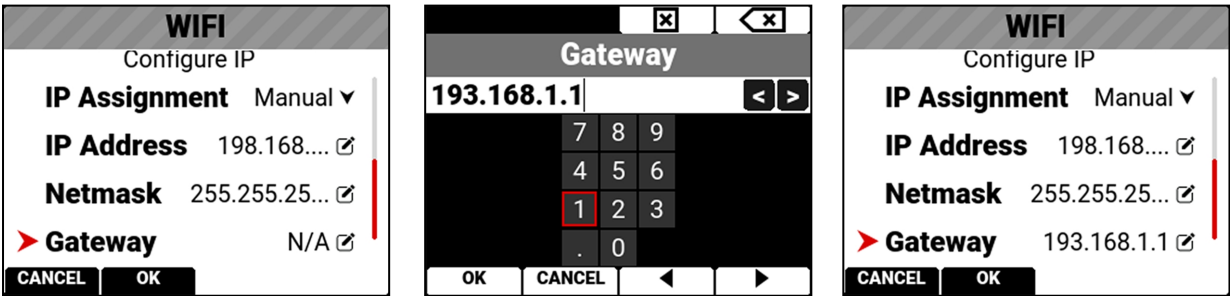 WIFI
Configure IP
IP Assignment Manual
IP Address 198.168....
Netmask 255.255.25...
Gateway N/A
CANCEL OK
Gateway
193.168.1.1 < >
7 8 9
4 5 6
1 2 3
. 0
OK CANCEL
WIFI
Configure IP
IP Assignment Manual
IP Address 198.168....
Netmask 255.255.25...
Gateway 193.168.1.1
CANCEL OK